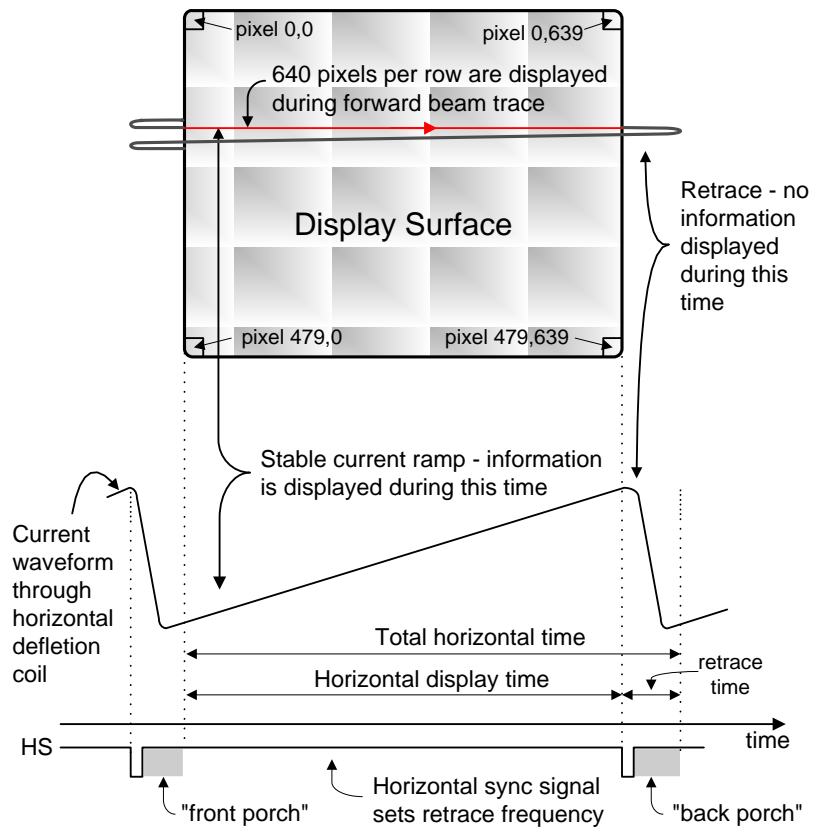 pixel 0,0
pixel 0,639
640 pixels per row are displayed
during forward beam trace
Display Surface
Retrace - no
information
displayed
during this
time
pixel 479,0
pixel 479,639
Stable current ramp - information
is displayed during this time
Current
waveform
through
horizontal
defletion
coil
Total horizontal time
Horizontal display time
retrace
time
time
HS
"front porch"
Horizontal sync signal
sets retrace frequency
"back porch"